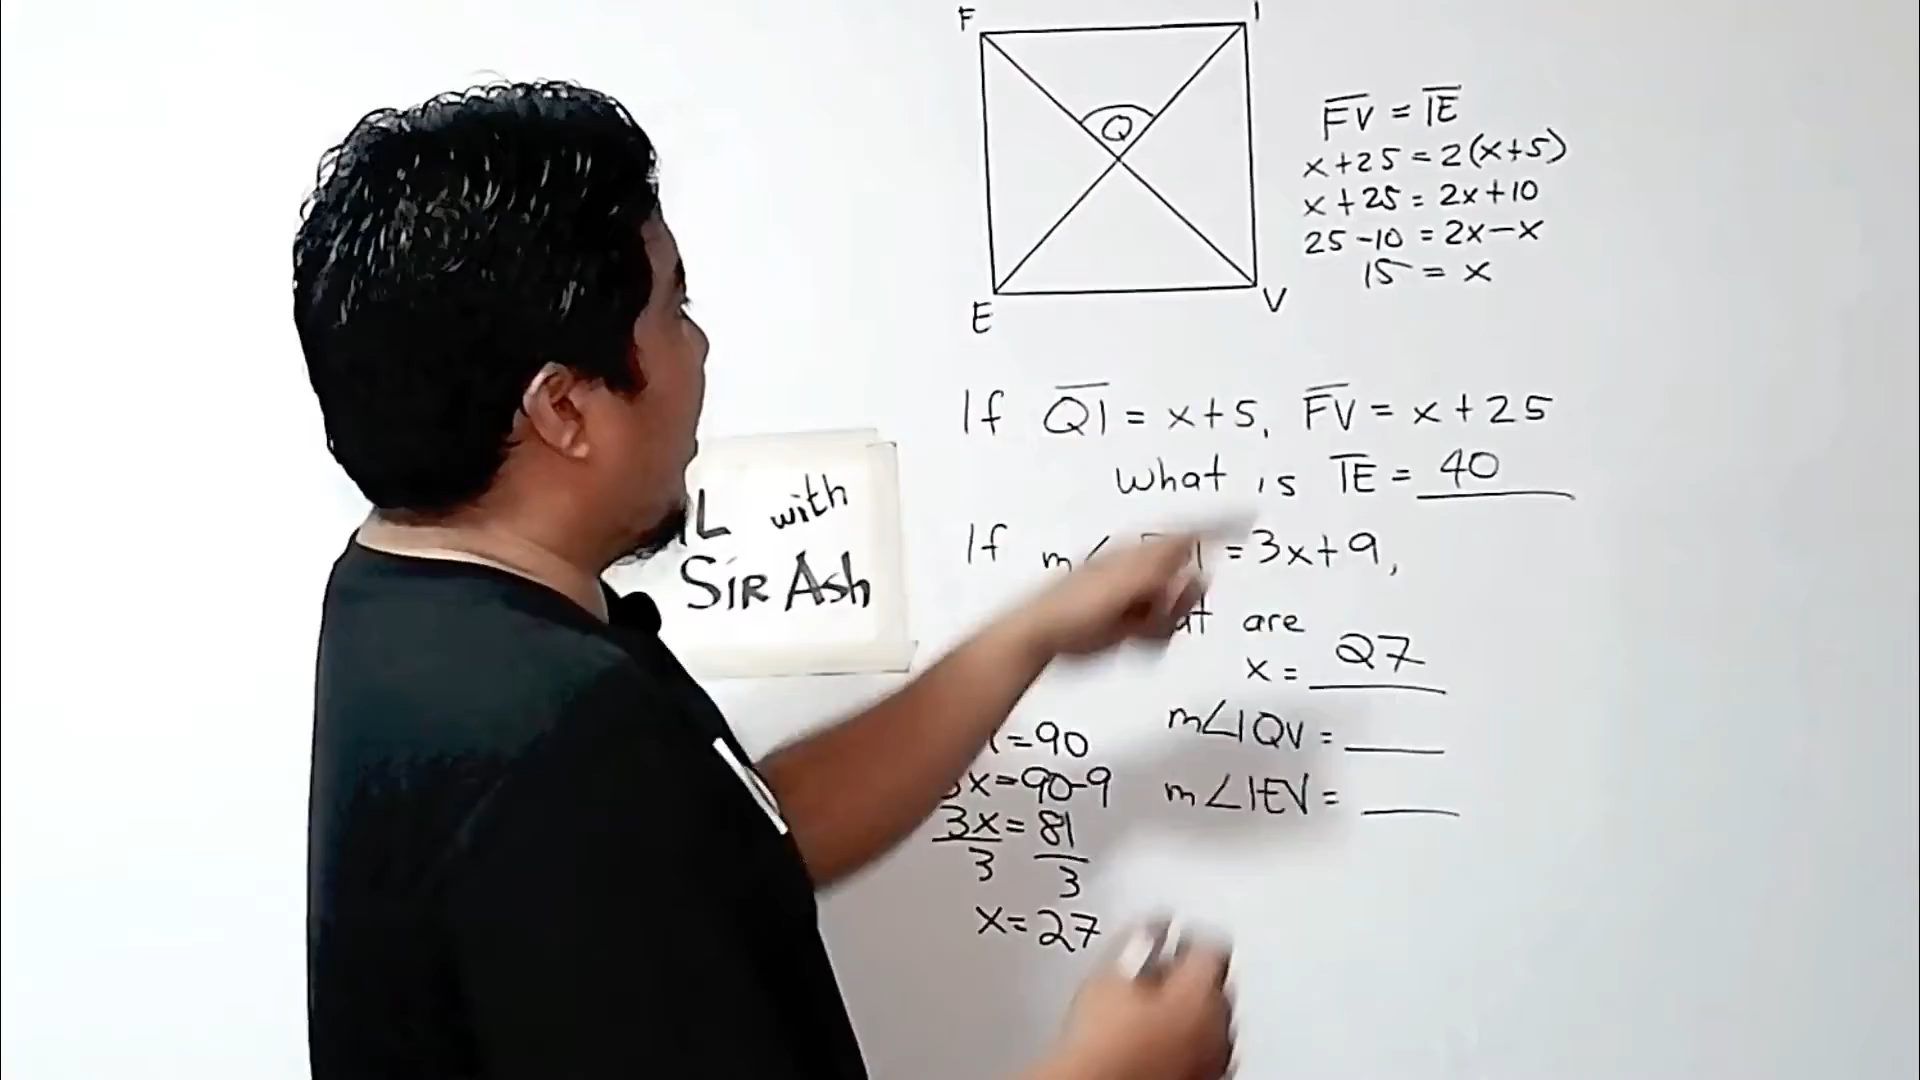 F I
Q
E V
FV = IE
x+25 = 2(x+5)
x+25 = 2x+10
25-10 = 2x-x
15 = x
If QI = x+5, FV = x+25
what is IE = 40
If m∠ = 3x+9,
are
x = 27
m∠IQV =
m∠IEV =
=90
3x=90-9
3x = 81
3 3
x=27
L with
Sir Ash